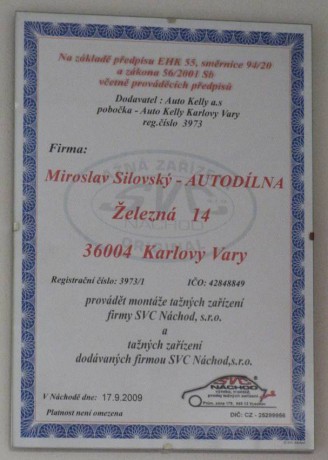 Na základě předpisu EHK 55, směrnice 94/20
a zákona 56/2001 Sb
včetně prováděcích předpisů
Dodavatel : Auto Kelly a.s
pobočka - Auto Kelly Karlovy Vary
reg.číslo 3973
Firma:
Miroslav Silovský - AUTODÍLNA
Železná 14
36004 Karlovy Vary
Registrační číslo: 3973/1 IČO: 42848849
provádět montáže tažných zařízení
firmy SVC Náchod, s.r.o.
a
tažných zařízení
dodávaných firmou SVC Náchod,s.r.o.
SVC
NÁCHOD
V Náchodě dne: 17.9.2009
Platnost není omezena
DIČ: CZ -